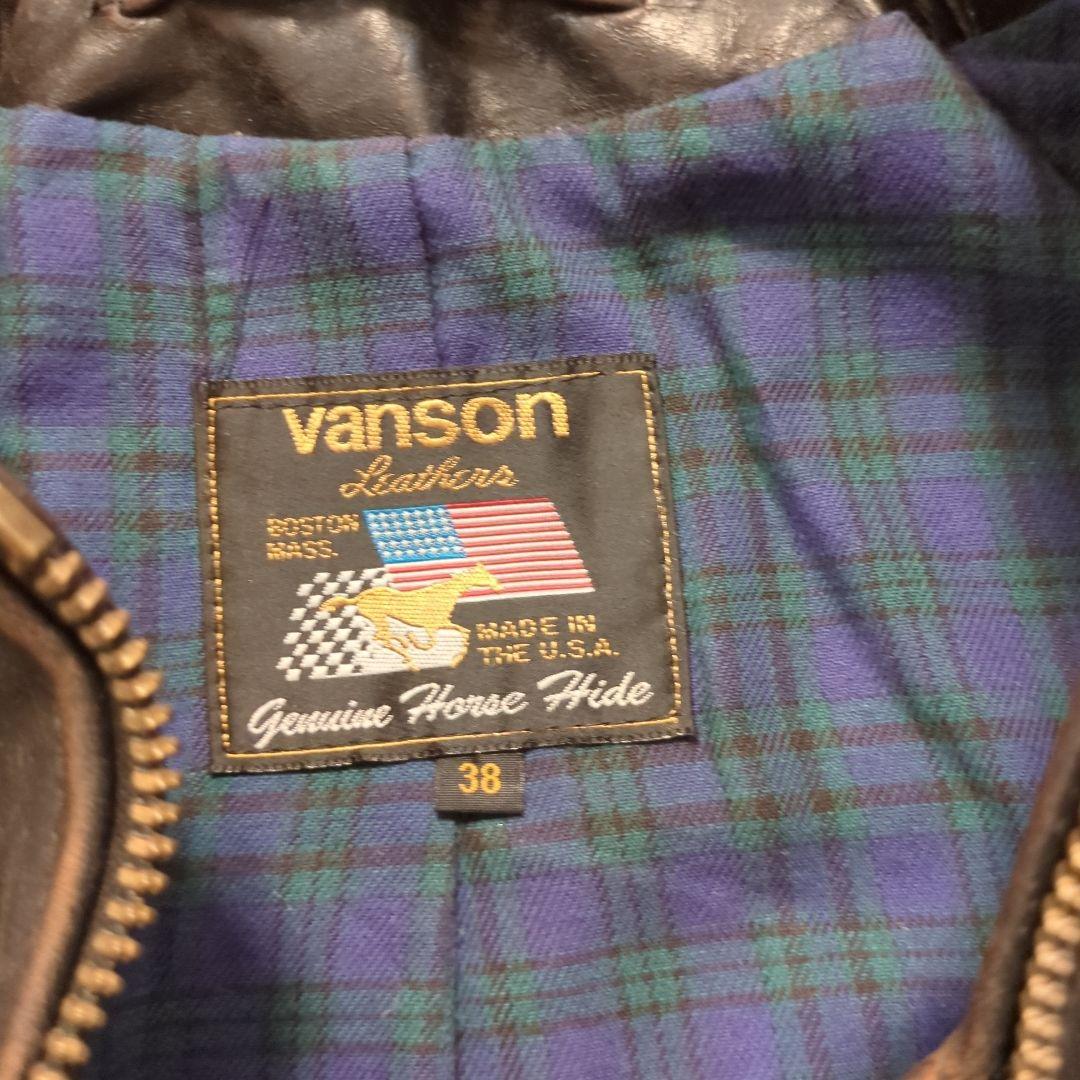 vanson
Leathers
BOSTON
MASS.
MADE IN
THE U.S.A.
Genuine Horse Hide
38